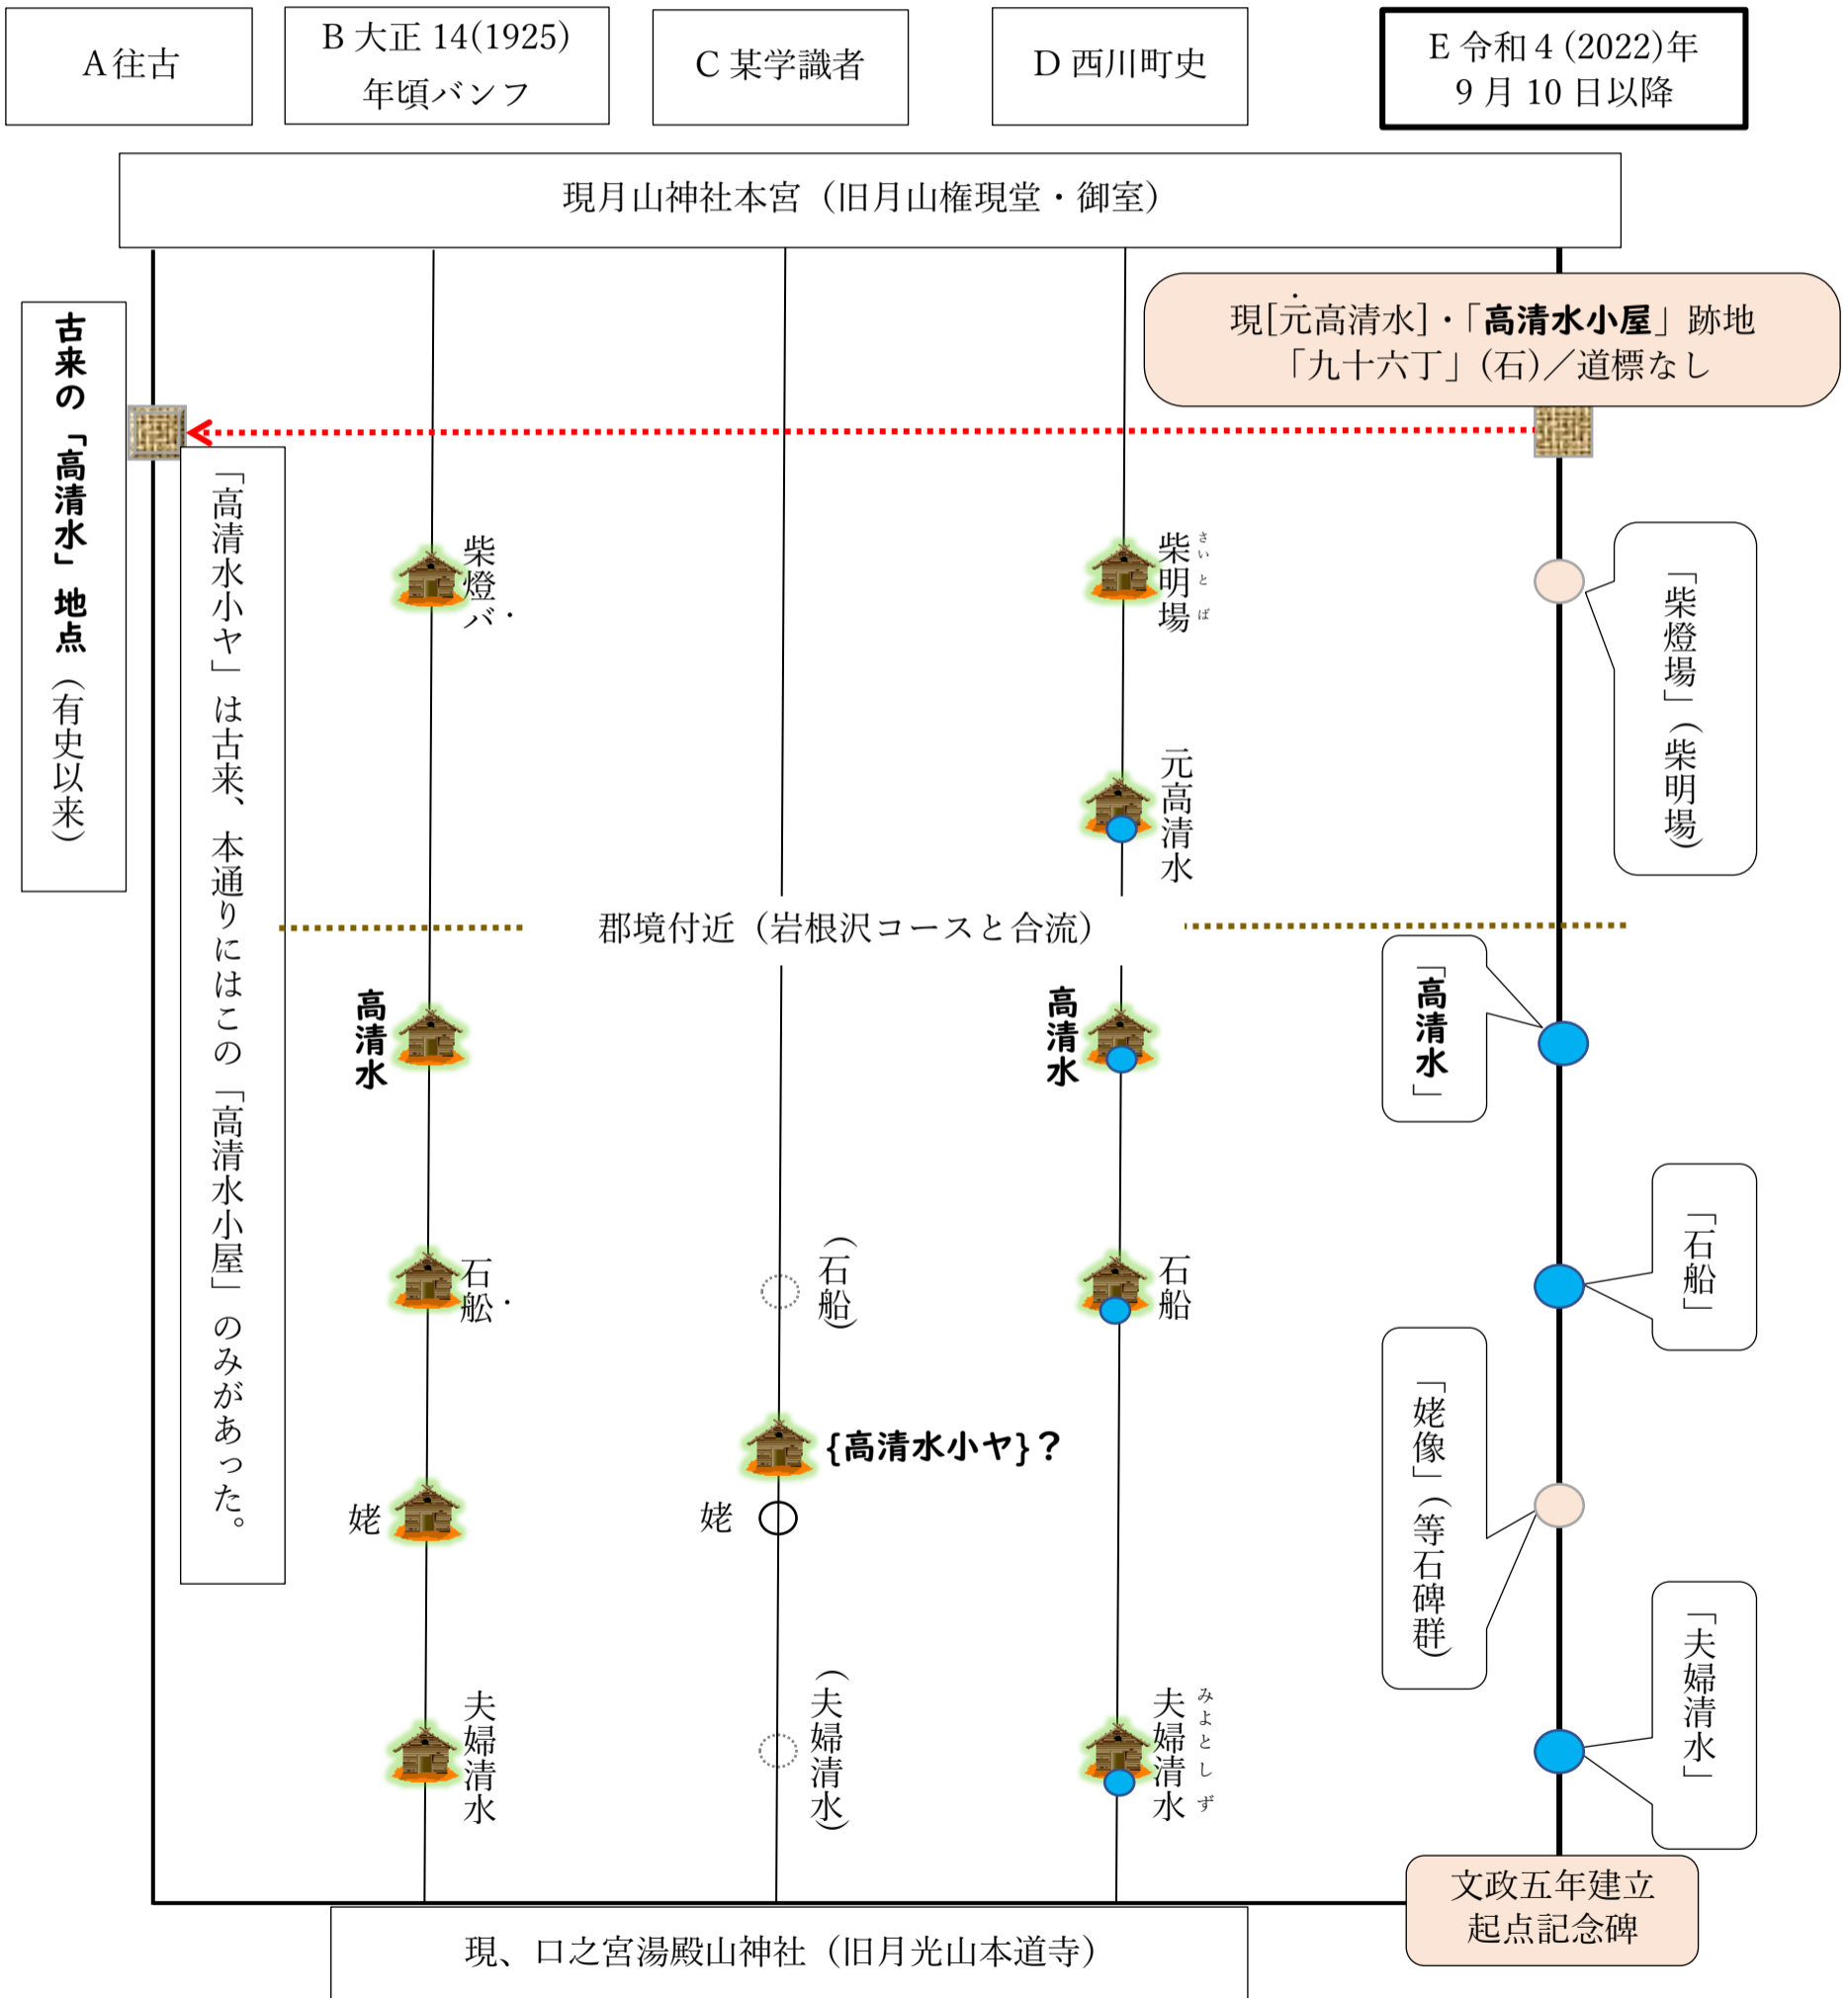 A往古
B 大正 14(1925)
年頃バンフ
C 某学識者
D 西川町史
E 令和４(2022)年
9 月 10 日以降
現月山神社本宮（旧月山権現堂・御室）
現[元高清水]・「高清水小屋」跡地
「九十六丁」(石)／道標なし
古来の「高清水」地点（有史以来）
「高清水小ヤ」は古来、本通りにはこの「高清水小屋」のみがあった。
柴燈バ
柴明場
さいとば
「柴燈場」（柴明場）
元高清水
郡境付近（岩根沢コースと合流）
高清水
高清水
「高清水」
石舩
（石船）
石船
「石船」
{高清水小ヤ}？
姥
姥
「姥像」（等石碑群）
夫婦清水
（夫婦清水）
夫婦清水
みよとしず
「夫婦清水」
文政五年建立
起点記念碑
現、口之宮湯殿山神社（旧月光山本道寺）